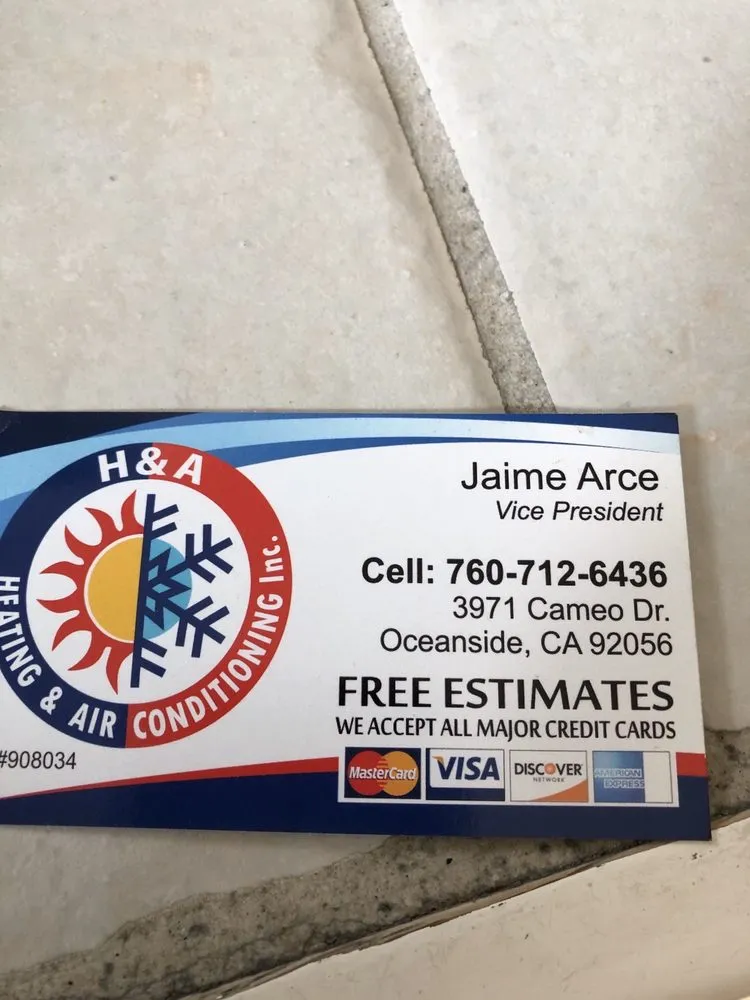 H&A
HEATING & AIR CONDITIONING Inc.
#908034
Jaime Arce
Vice President
Cell: 760-712-6436
3971 Cameo Dr.
Oceanside, CA 92056
FREE ESTIMATES
WE ACCEPT ALL MAJOR CREDIT CARDS
MasterCard
VISA
DISCOVER
NETWORK
AMERICAN
EXPRESS